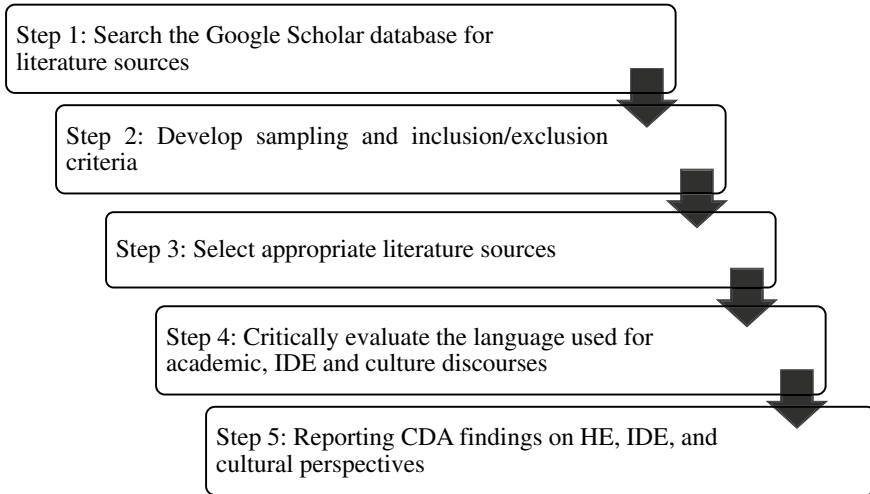 Step 1: Search the Google Scholar database for
literature sources
Step 2: Develop sampling and inclusion/exclusion
criteria
Step 3: Select appropriate literature sources
Step 4: Critically evaluate the language used for
academic, IDE and culture discourses
Step 5: Reporting CDA findings on HE, IDE, and
cultural perspectives